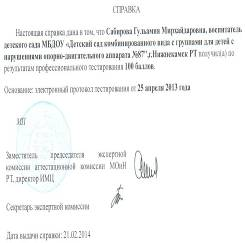 СПРАВКА
Настоящая справка дана в том, что Сабирова Гульамин Мирхайдаровна, воспитатель
детского сада МБДОУ «Детский сад комбинированного вида с группами для детей с
нарушениями опорно-двигательного аппарата №87",г.Нижнекамск РТ получил(а) по
результатам профессионального тестирования 100 баллов.
Основание: электронный протокол тестирования от 25 апреля 2013 года
МП
Заместитель председателя экспертной
комиссии аттестационной комиссии МОиН
РТ, директор ИМЦ
Секретарь экспертной комиссии
Дата выдачи справки: 21.02.2014